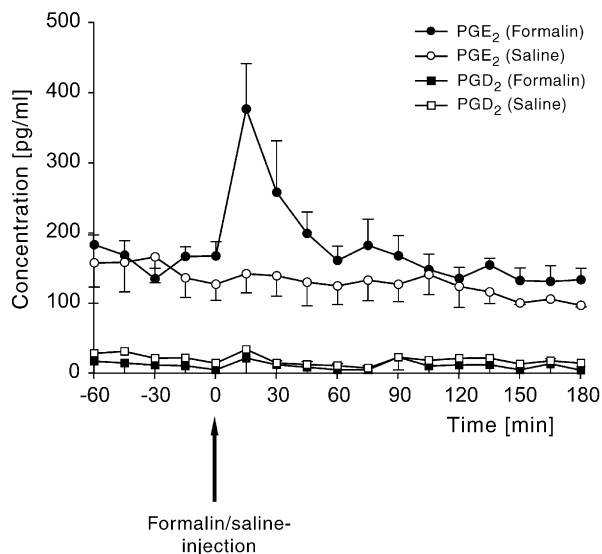 500
400
300
200
100
0
Concentration [pg/ml]
PGE2 (Formalin)
PGE2 (Saline)
PGD2 (Formalin)
PGD2 (Saline)
-60 -30 0 30 60 90 120 150 180
Time [min]
Formalin/saline-
injection